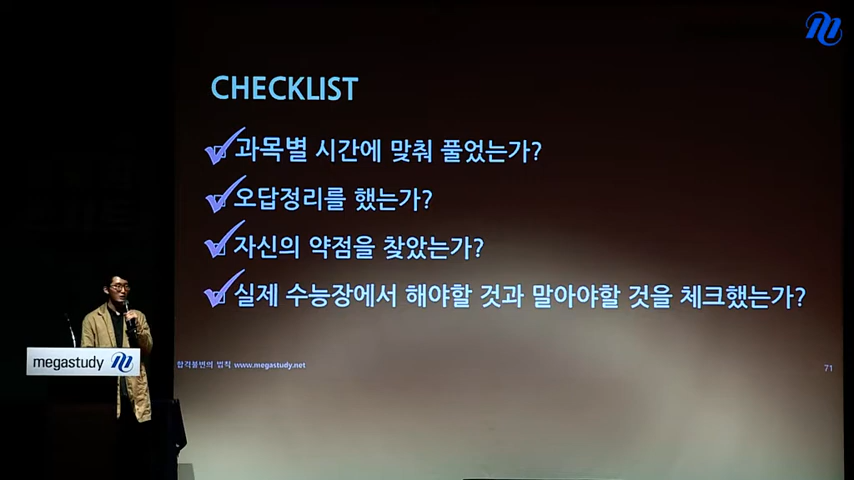 CHECKLIST
과목별 시간에 맞춰 풀었는가?
오답정리를 했는가?
자신의 약점을 찾았는가?
실제 수능장에서 해야할 것과 말아야할 것을 체크했는가?
megastudy
합격불변의 법칙 www.megastudy.net
71